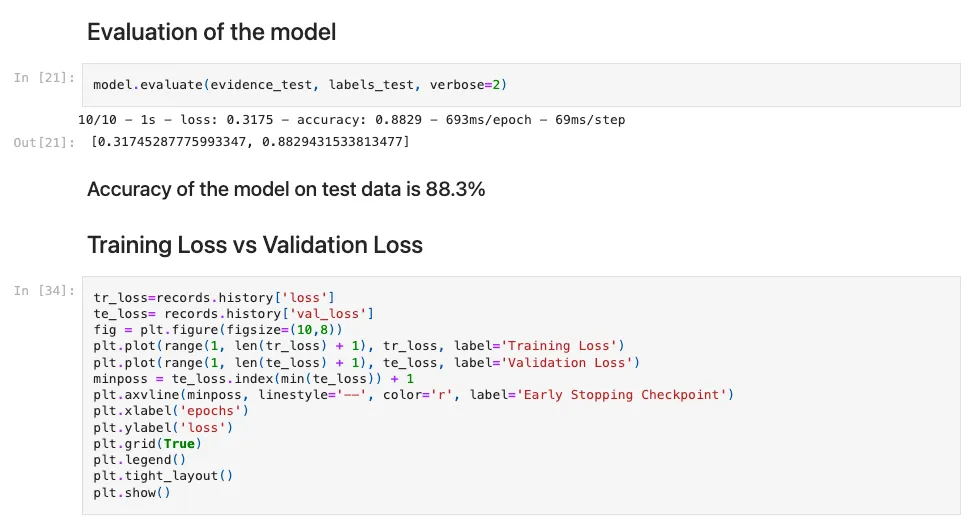 Evaluation of the model
In [21]: model.evaluate(evidence_test, labels_test, verbose=2)
10/10 - 1s - loss: 0.3175 - accuracy: 0.8829 - 693ms/epoch - 69ms/step
Out[21]: [0.31745287775993347, 0.8829431533813477]
Accuracy of the model on test data is 88.3%
Training Loss vs Validation Loss
In [34]: tr_loss=records.history['loss']
te_loss= records.history['val_loss']
fig = plt.figure(figsize=(10,8))
plt.plot(range(1, len(tr_loss) + 1), tr_loss, label='Training Loss')
plt.plot(range(1, len(te_loss) + 1), te_loss, label='Validation Loss')
minposs = te_loss.index(min(te_loss)) + 1
plt.axvline(minposs, linestyle='--', color='r', label='Early Stopping Checkpoint')
plt.xlabel('epochs')
plt.ylabel('loss')
plt.grid(True)
plt.legend()
plt.tight_layout()
plt.show()